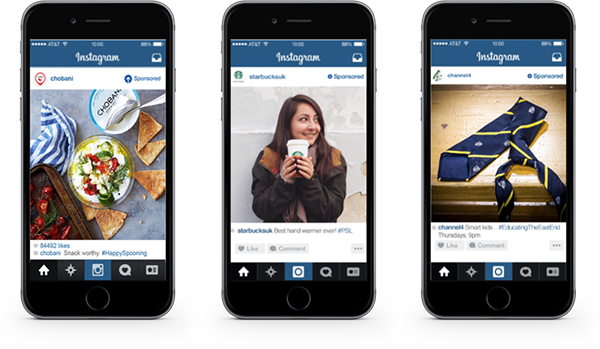 AT&T 10:00 88%
Instagram
chobani Sponsored
CHOBANI
84492 likes
chobani Snack worthy. #HappySpooning
AT&T 10:00 88%
Instagram
starbucksuk Sponsored
starbucksuk Best hand warmer ever! #PSL
Like Comment
AT&T 10:00 88%
Instagram
channel4 Sponsored
channel4 Smart kids... #EducatingTheEastEnd
Thursdays, 9pm.
Like Comment